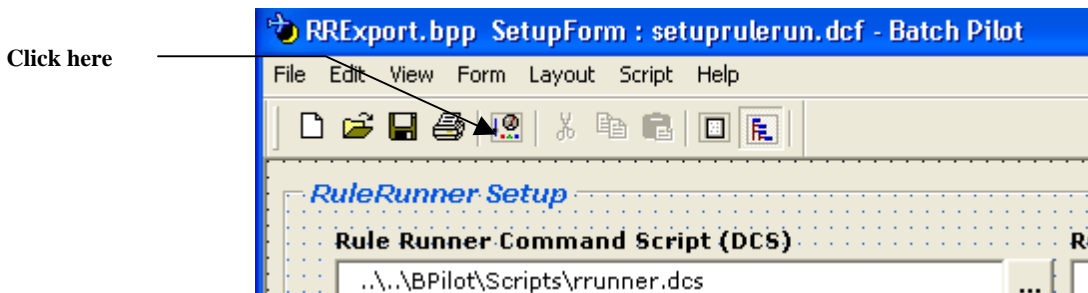 RRExport.bpp SetupForm : setuprulerun.dcf - Batch Pilot
Click here
File Edit View Form Layout Script Help
RuleRunner Setup
Rule Runner Command Script (DCS)
..\..\BPilot\Scripts\rrunner.dcs
...